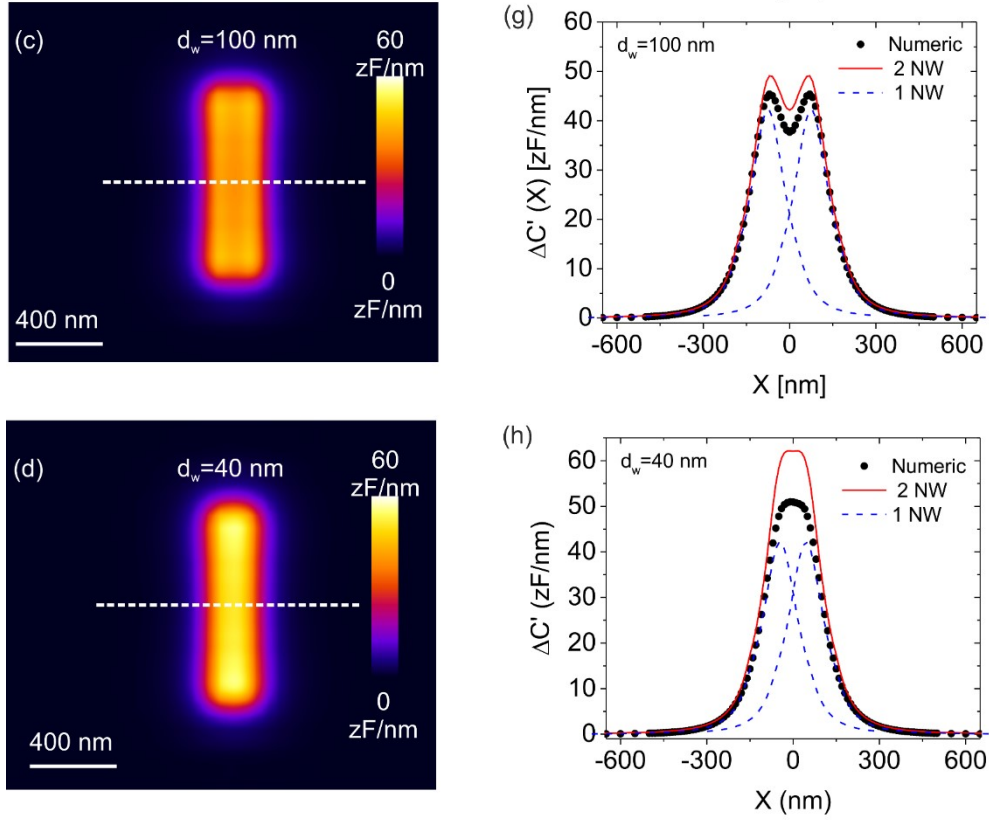 (c)
d_w=100 nm
60
zF/nm
0
zF/nm
400 nm
(g)
60
50
40
30
20
10
0
ΔC' (X) [zF/nm]
d_w=100 nm
Numeric
2 NW
1 NW
-600 -300 0 300 600
X [nm]
(d)
d_w=40 nm
60
zF/nm
0
zF/nm
400 nm
(h)
60
50
40
30
20
10
0
ΔC' (zF/nm)
d_w=40 nm
Numeric
2 NW
1 NW
-600 -300 0 300 600
X (nm)